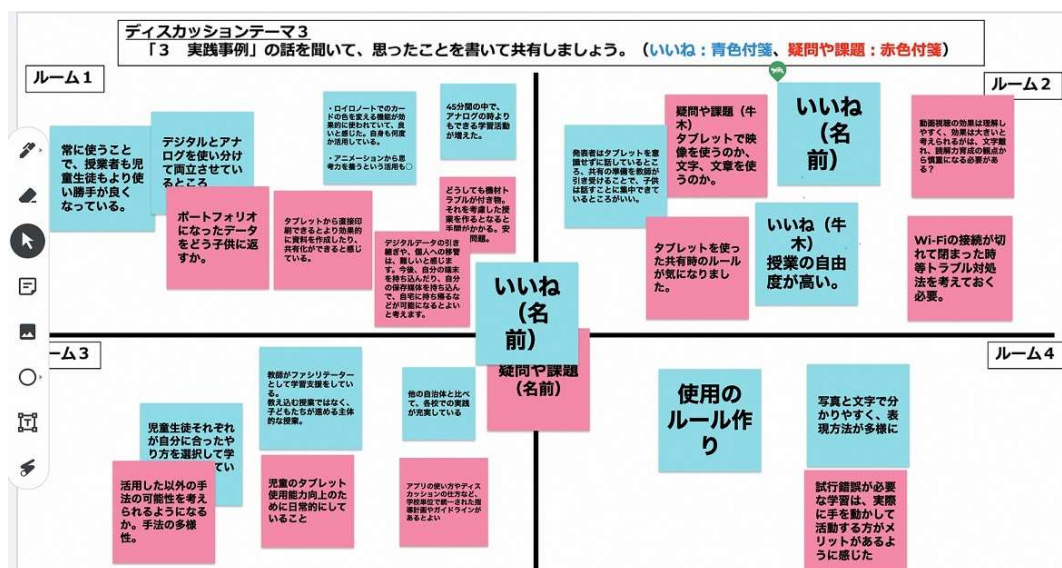 ディスカッションテーマ3
「3 実践事例」の話を聞いて、思ったことを書いて共有しましょう。（いいね：青色付箋、疑問や課題：赤色付箋）
ルーム1
常に使うことで、授業者も児童生徒もより使い勝手が良くなっている。
デジタルとアナログを使い分けて両立させているところ
・ロイロノートでのカードの色を変える機能が効果的に使われていて、良いと感じた。自身も何度か活用している。
・アニメーションから思考力を養うという活用も○
45分間の中で、アナログの時よりもできる学習活動が増えた。
ポートフォリオになったデータをどう子供に返すか。
タブレットから直接印刷できるとより効果的に資料を作成したり、共有化ができると感じている。
どうしても機材トラブルが付き物。それを考慮した授業を作るとなると手間がかかる。安
問題。
デジタルデータの引き継ぎや、個人への移管は、難しいと感じます。今後、自分の端末を持ち込んだり、自分の保存媒体を持ち込んで、自宅に持ち帰るなどが可能になるとよいと考えます。
いいね（名前）
疑問や課題（名前）
ルーム2
発表者はタブレットを意識せずに話しているところ、共有の準備を教師が引き受けることで、子供は話すことに集中できているところがいい。
疑問や課題（牛木）
タブレットで映像を使うのか、文字、文章を使うのか。
いいね（名前）
動画視聴の効果は理解しやすく、効果は大きいと考えられるがは、文字離れ、読解力育成の観点から慎重になる必要がある？
タブレットを使った共有時のルールが気になりました。
いいね（牛木）
授業の自由度が高い。
Wi-Fiの接続が切れて閉まった時等トラブル対処法を考えておく必要。
ーム3
児童生徒それぞれが自分に合ったやり方を選択して学
てい
教師がファシリテーターとして学習支援をしている。
教え込む授業ではなく、子どもたちが進める主体的な授業。
他の自治体と比べて、各校での実践が充実している
活用した以外の手法の可能性を考えられるようになるか。手法の多様性。
児童のタブレット使用能力向上のために日常的にしていること
アプリの使い方やディスカッションの仕方など、学校単位で統一された指導計画やガイドラインがあるとよい
ルーム4
使用のルール作り
写真と文字で分かりやすく、表現方法が多様に
試行錯誤が必要な学習は、実際に手を動かして活動する方がメリットがあるように感じた